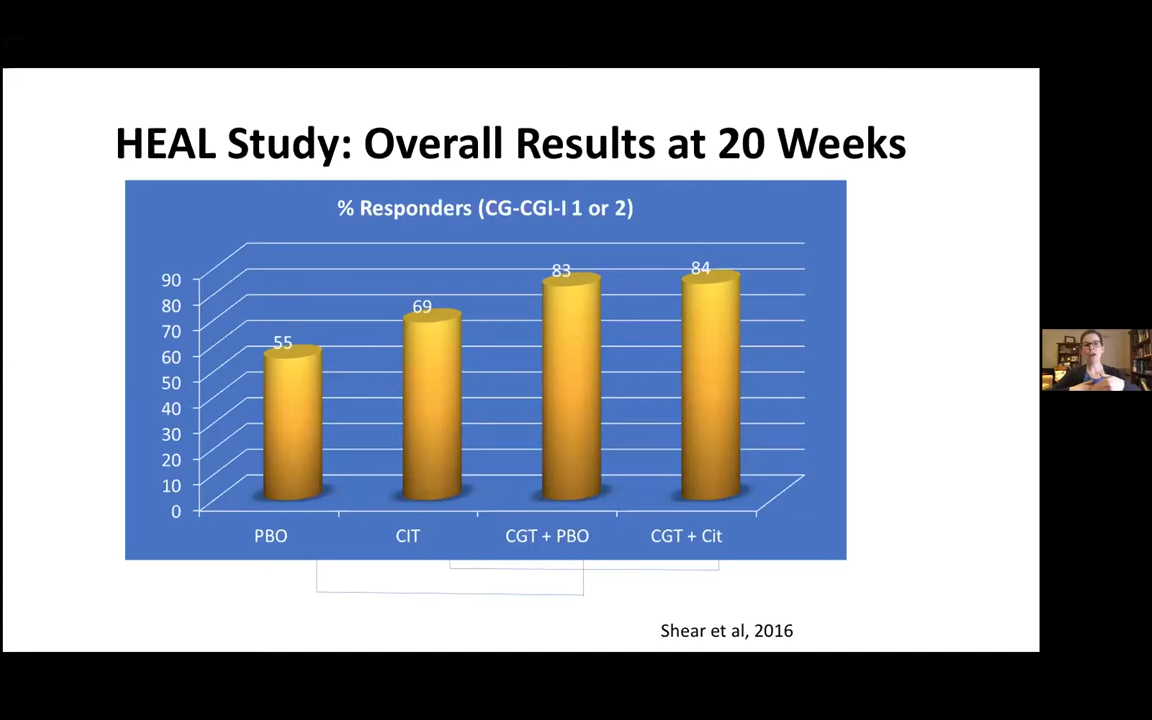 HEAL Study: Overall Results at 20 Weeks
% Responders (CG-CGI-I 1 or 2)
90
80
70
60
50
40
30
20
10
0
55
69
83
84
PBO
CIT
CGT + PBO
CGT + Cit
Shear et al, 2016